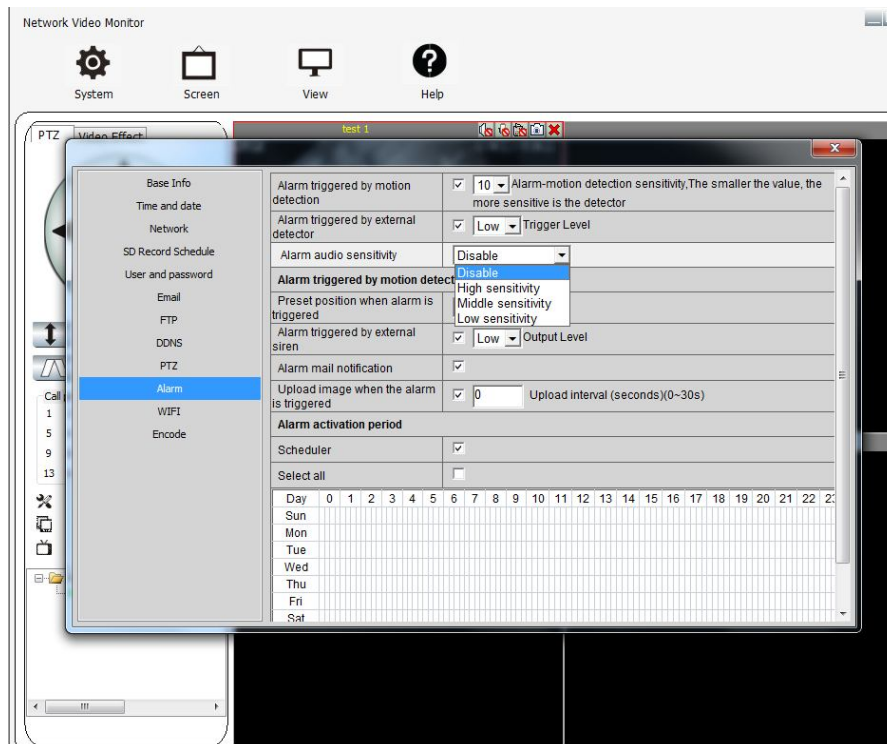 Network Video Monitor
System Screen View Help
PTZ Video Effect
test 1
Base Info
Time and date
Network
SD Record Schedule
User and password
Email
FTP
DDNS
PTZ
Alarm
WIFI
Encode
Call
1
5
9
13
Alarm triggered by motion
detection
10 Alarm-motion detection sensitivity,The smaller the value, the
more sensitive is the detector
Alarm triggered by external
detector
Low Trigger Level
Alarm audio sensitivity
Disable
Disable
High sensitivity
Middle sensitivity
Low sensitivity
Alarm triggered by motion detec
Preset position when alarm is
triggered
Alarm triggered by external
siren
Low Output Level
Alarm mail notification
Upload image when the alarm
is triggered
0 Upload interval (seconds)(0~30s)
Alarm activation period
Scheduler
Select all
Day 0 1 2 3 4 5 6 7 8 9 10 11 12 13 14 15 16 17 18 19 20 21 22
Sun
Mon
Tue
Wed
Thu
Fri
Sat